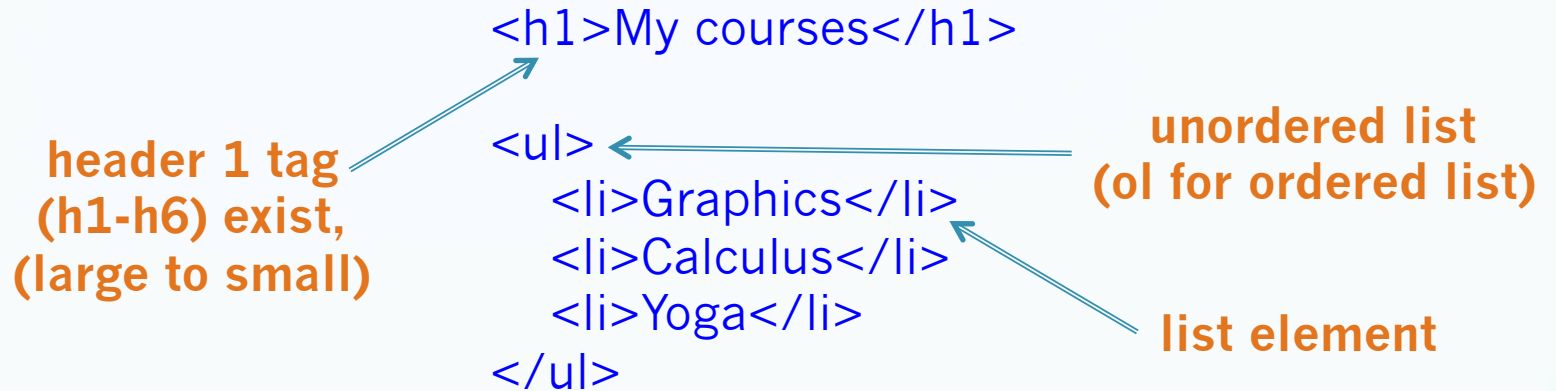 <h1>My courses</h1>
header 1 tag
(h1-h6) exist,
(large to small)
<ul>
<li>Graphics</li>
<li>Calculus</li>
<li>Yoga</li>
</ul>
unordered list
(ol for ordered list)
list element